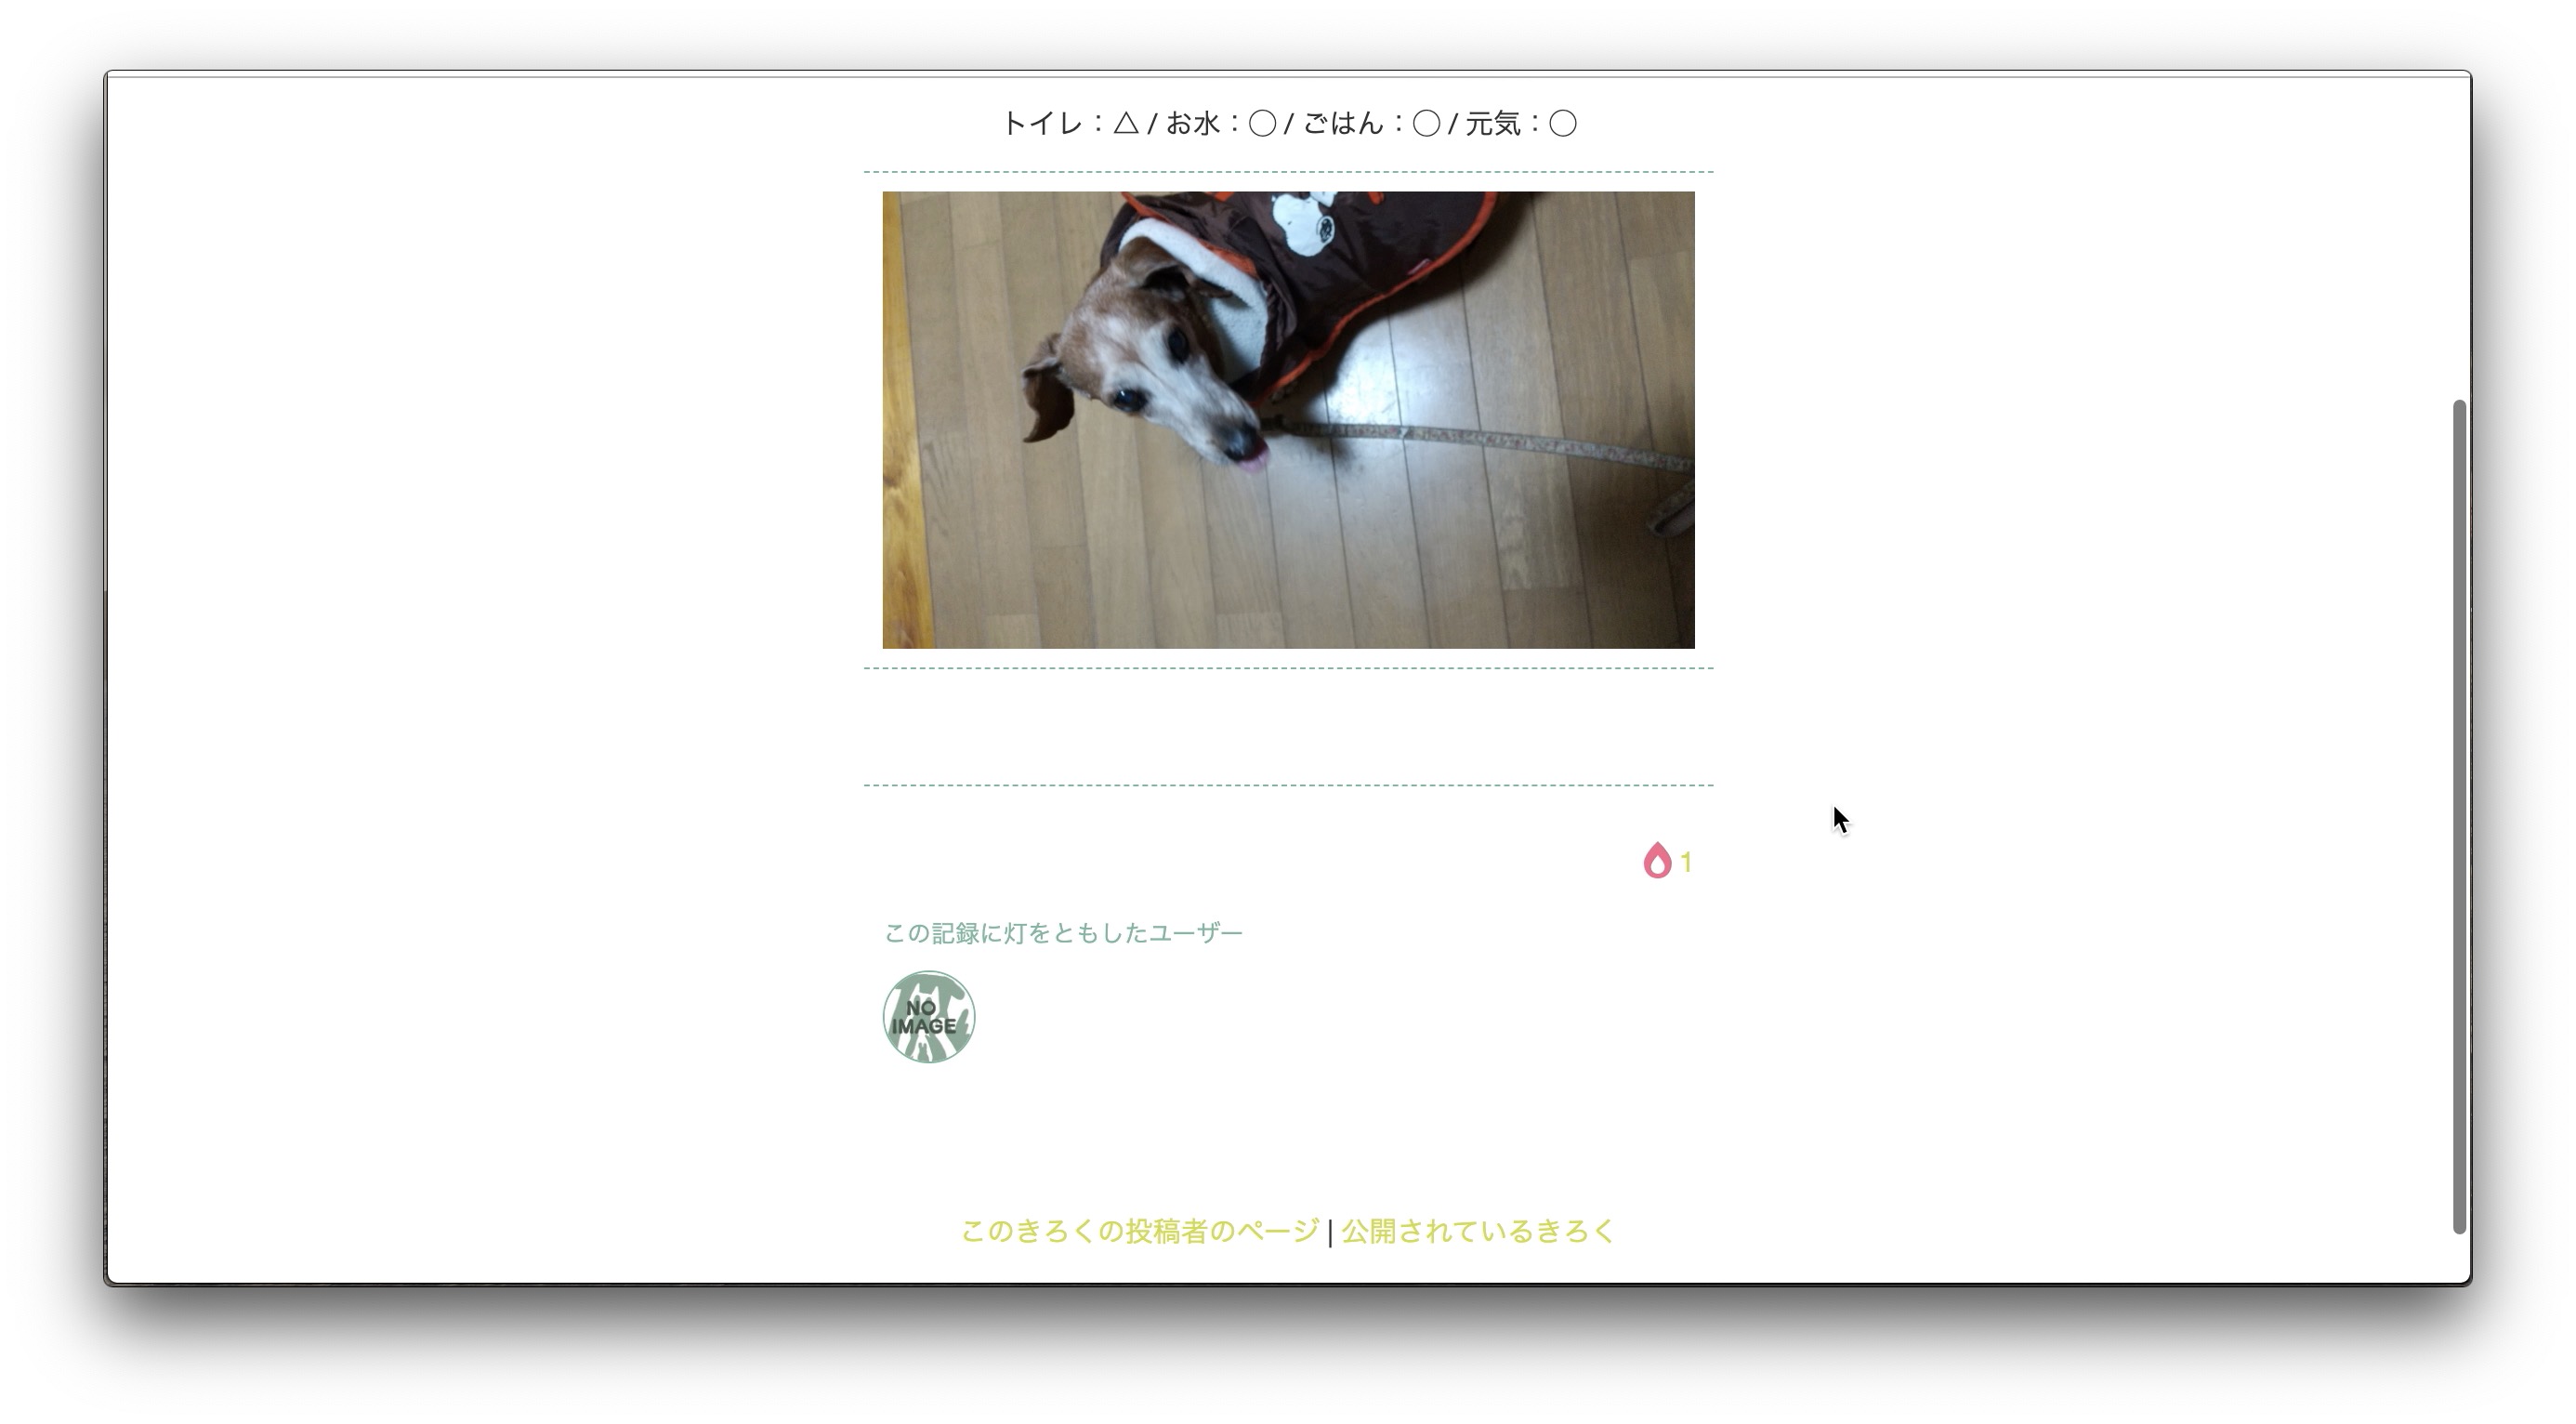 トイレ：△ / お水：◯ / ごはん：◯ / 元気：◯
1
この記録に灯をともしたユーザー
NO
IMAGE
このきろくの投稿者のページ | 公開されているきろく